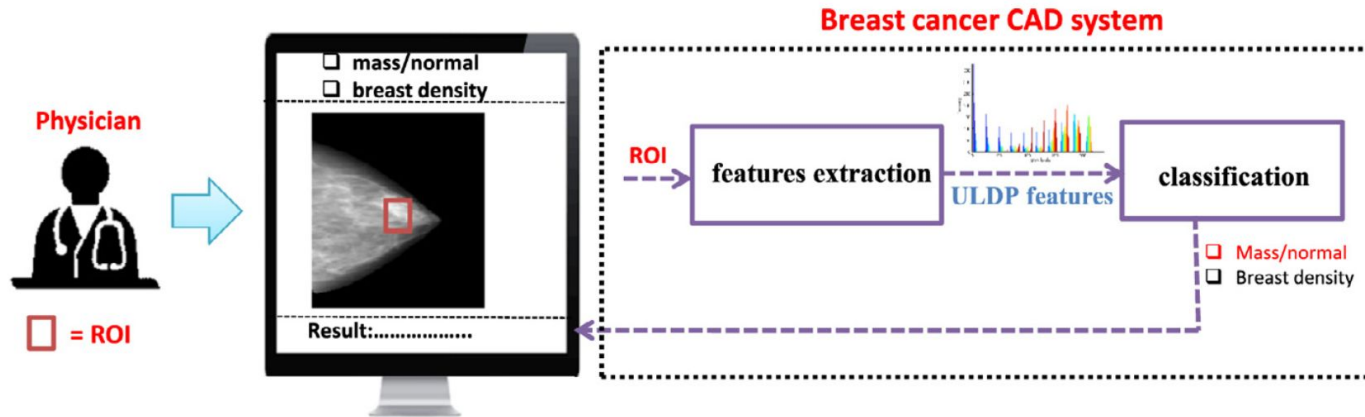 Breast cancer CAD system
Physician
= ROI
❑ mass/normal
❑ breast density
Result:...................
ROI
features extraction
ULDP features
classification
❑ Mass/normal
❑ Breast density